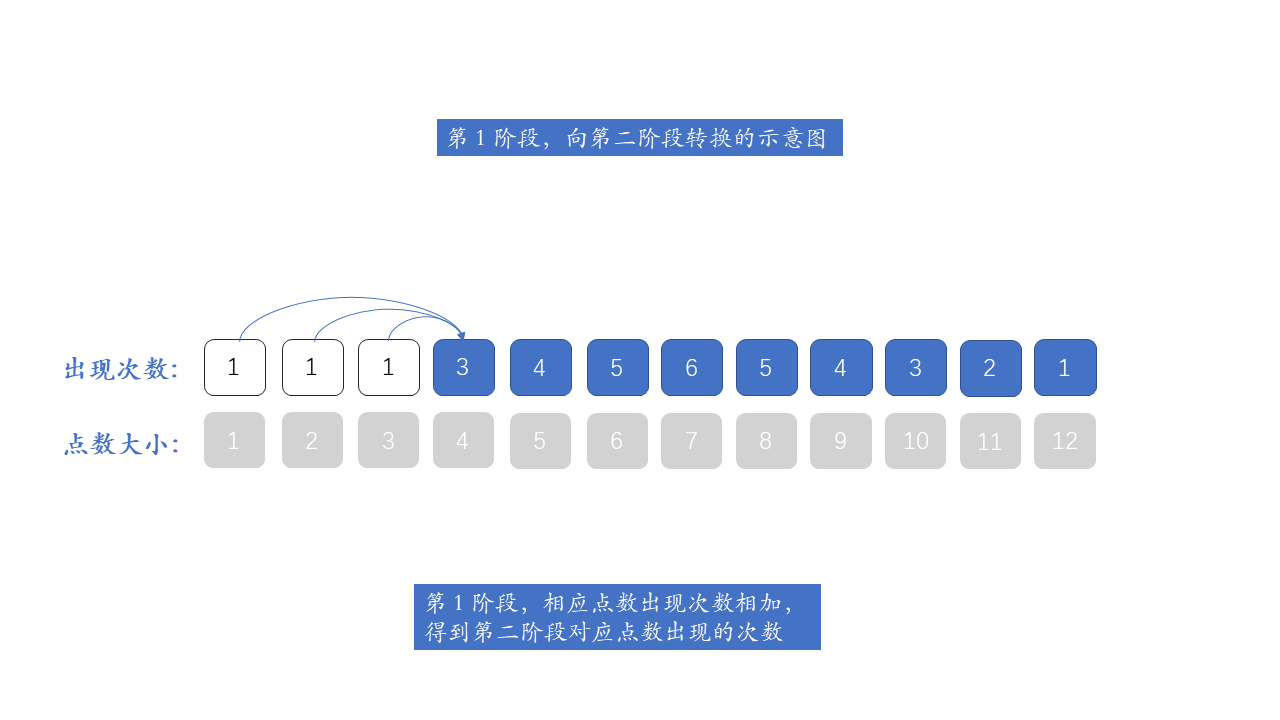 第 1 阶段，向第二阶段转换的示意图
出现次数： 1 1 1 3 4 5 6 5 4 3 2 1
点数大小： 1 2 3 4 5 6 7 8 9 10 11 12
第 1 阶段，相应点数出现次数相加，
得到第二阶段对应点数出现的次数